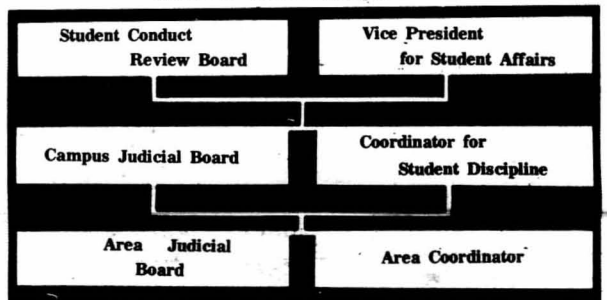 Student Conduct
Review Board
Vice President
for Student Affairs
Campus Judicial Board
Coordinator for
Student Discipline
Area Judicial
Board
Area Coordinator